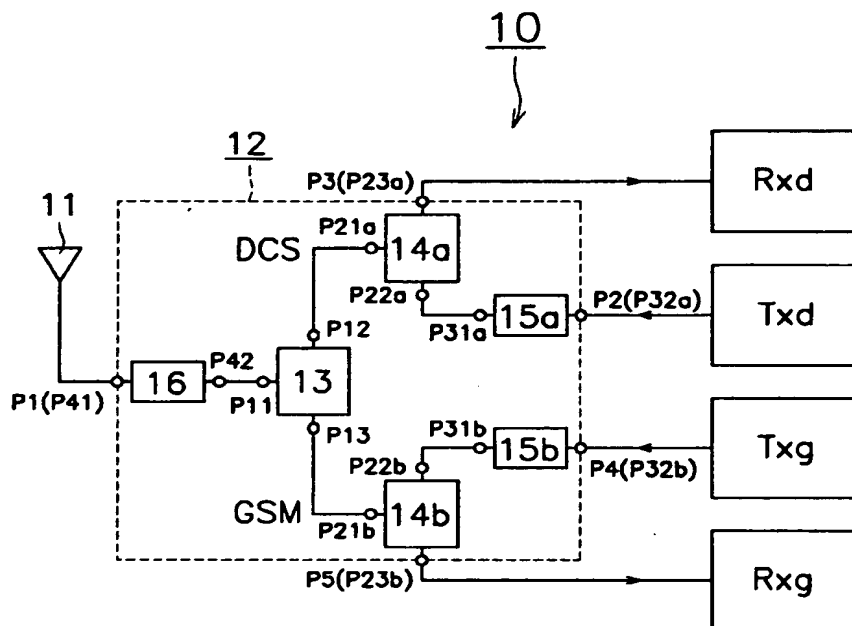 10
12
P3(P23a)
Rxd
11
P21a
DCS
14a
P22a
P2(P32a)
P31a
15a
Txd
P12
P42
16
13
P1(P41)
P11
P13
P31b
15b
Txg
P22b
P4(P32b)
GSM
P21b
14b
P5(P23b)
Rxg